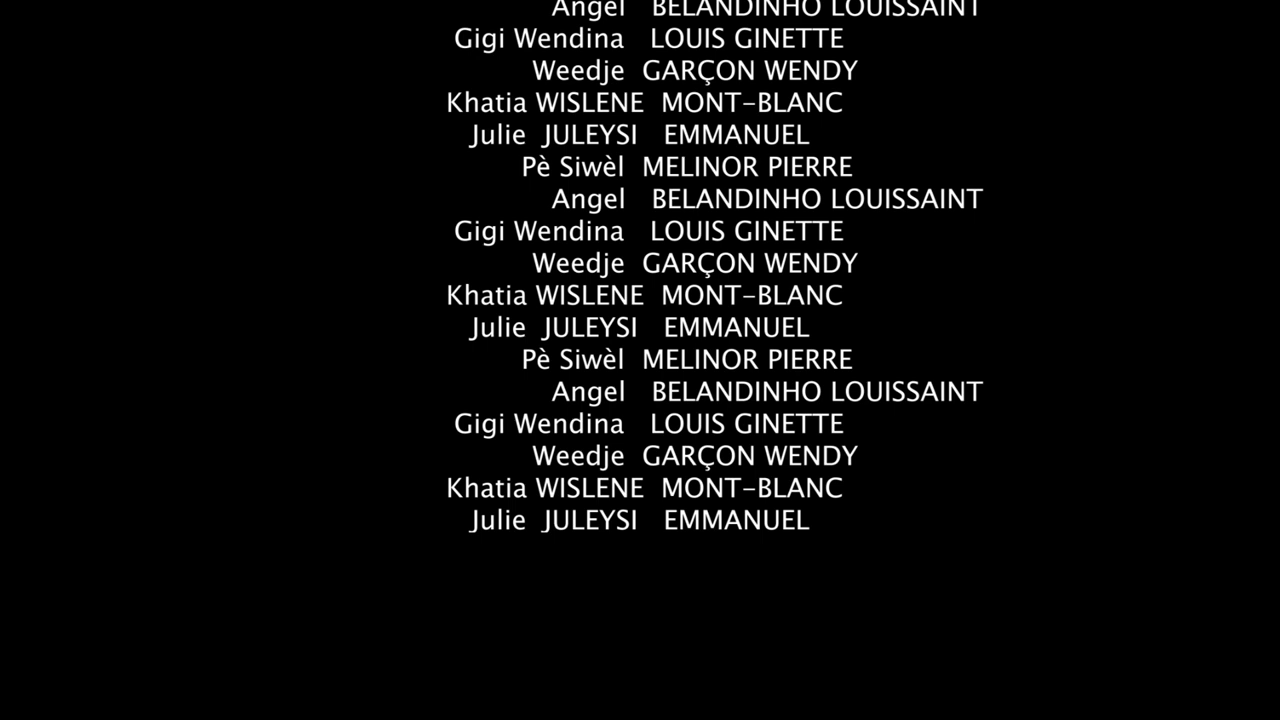 Angel BELANDINHO LOUISSAINT
Gigi Wendina LOUIS GINETTE
Weedje GARÇON WENDY
Khatia WISLENE MONT-BLANC
Julie JULEYSI EMMANUEL
Pè Siwèl MELINOR PIERRE
Angel BELANDINHO LOUISSAINT
Gigi Wendina LOUIS GINETTE
Weedje GARÇON WENDY
Khatia WISLENE MONT-BLANC
Julie JULEYSI EMMANUEL
Pè Siwèl MELINOR PIERRE
Angel BELANDINHO LOUISSAINT
Gigi Wendina LOUIS GINETTE
Weedje GARÇON WENDY
Khatia WISLENE MONT-BLANC
Julie JULEYSI EMMANUEL